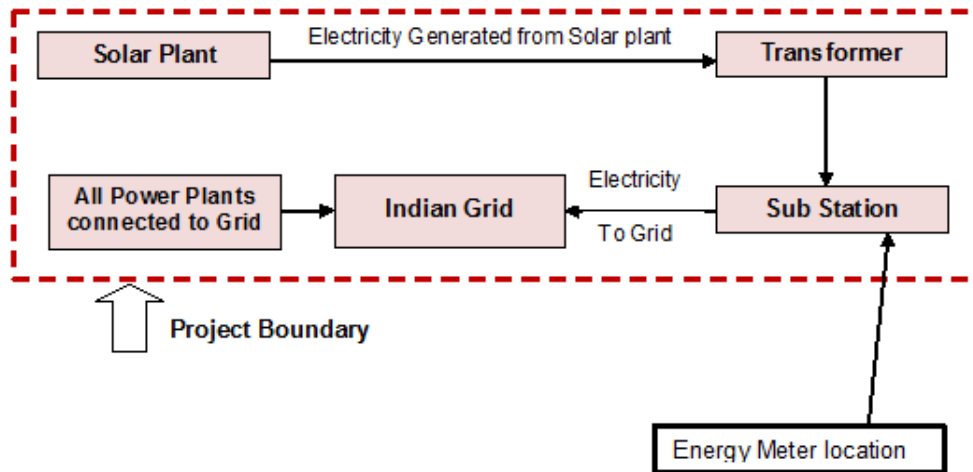 Electricity Generated from Solar plant
Solar Plant
Transformer
All Power Plants
connected to Grid
Indian Grid
Electricity
To Grid
Sub Station
Project Boundary
Energy Meter location